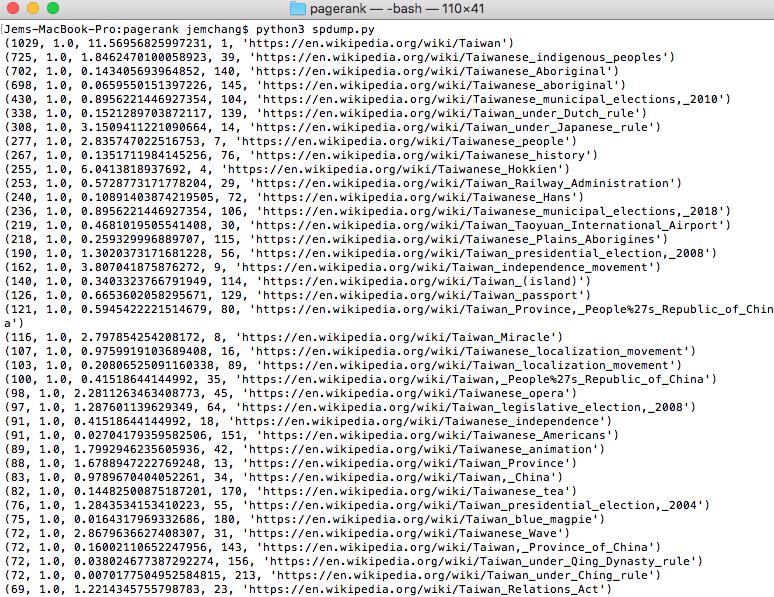 pagerank — -bash — 110×41
[Jems-MacBook-Pro:pagerank jemchang$ python3 spdump.py
(1029, 1.0, 11.56956825997231, 1, 'https://en.wikipedia.org/wiki/Taiwan')
(725, 1.0, 1.8462470100058923, 39, 'https://en.wikipedia.org/wiki/Taiwanese_indigenous_peoples')
(702, 1.0, 0.143405693964852, 140, 'https://en.wikipedia.org/wiki/Taiwanese_Aboriginal')
(698, 1.0, 0.0659550151397226, 145, 'https://en.wikipedia.org/wiki/Taiwanese_aboriginal')
(430, 1.0, 0.8956221446927354, 104, 'https://en.wikipedia.org/wiki/Taiwanese_municipal_elections,_2010')
(338, 1.0, 0.1521289703872117, 139, 'https://en.wikipedia.org/wiki/Taiwan_under_Dutch_rule')
(308, 1.0, 3.1509411221090664, 14, 'https://en.wikipedia.org/wiki/Taiwan_under_Japanese_rule')
(277, 1.0, 2.835747022516753, 7, 'https://en.wikipedia.org/wiki/Taiwanese_people')
(267, 1.0, 0.1351711984145256, 76, 'https://en.wikipedia.org/wiki/Taiwanese_history')
(255, 1.0, 6.0413818937692, 4, 'https://en.wikipedia.org/wiki/Taiwanese_Hokkien')
(253, 1.0, 0.5728773171778204, 29, 'https://en.wikipedia.org/wiki/Taiwan_Railway_Administration')
(240, 1.0, 0.10891403874219505, 72, 'https://en.wikipedia.org/wiki/Taiwanese_Hans')
(236, 1.0, 0.8956221446927354, 106, 'https://en.wikipedia.org/wiki/Taiwanese_municipal_elections,_2018')
(219, 1.0, 0.4681019505541408, 30, 'https://en.wikipedia.org/wiki/Taiwan_Taoyuan_International_Airport')
(218, 1.0, 0.259329996889707, 115, 'https://en.wikipedia.org/wiki/Taiwanese_Plains_Aborigines')
(190, 1.0, 1.3020373171681228, 56, 'https://en.wikipedia.org/wiki/Taiwan_presidential_election,_2008')
(162, 1.0, 3.807041875876272, 9, 'https://en.wikipedia.org/wiki/Taiwan_independence_movement')
(140, 1.0, 0.3403323766791949, 114, 'https://en.wikipedia.org/wiki/Taiwan_(island)')
(126, 1.0, 0.6653602058295671, 129, 'https://en.wikipedia.org/wiki/Taiwan_passport')
(121, 1.0, 0.5945422221514679, 80, 'https://en.wikipedia.org/wiki/Taiwan_Province,_People%27s_Republic_of_Chin
a')
(116, 1.0, 2.797854254208172, 8, 'https://en.wikipedia.org/wiki/Taiwan_Miracle')
(107, 1.0, 0.9759919103689408, 16, 'https://en.wikipedia.org/wiki/Taiwanese_localization_movement')
(103, 1.0, 0.20806525091160338, 89, 'https://en.wikipedia.org/wiki/Taiwan_localization_movement')
(100, 1.0, 0.41518644144992, 35, 'https://en.wikipedia.org/wiki/Taiwan,_People%27s_Republic_of_China')
(98, 1.0, 2.2811263463408773, 45, 'https://en.wikipedia.org/wiki/Taiwanese_opera')
(97, 1.0, 1.287601139629349, 64, 'https://en.wikipedia.org/wiki/Taiwan_legislative_election,_2008')
(91, 1.0, 0.41518644144992, 18, 'https://en.wikipedia.org/wiki/Taiwanese_independence')
(91, 1.0, 0.02704179359582506, 151, 'https://en.wikipedia.org/wiki/Taiwanese_Americans')
(89, 1.0, 1.7992946235605936, 42, 'https://en.wikipedia.org/wiki/Taiwanese_animation')
(88, 1.0, 1.6788947222769248, 13, 'https://en.wikipedia.org/wiki/Taiwan_Province')
(83, 1.0, 0.9789670404052261, 34, 'https://en.wikipedia.org/wiki/Taiwan,_China')
(82, 1.0, 0.14482500875187201, 170, 'https://en.wikipedia.org/wiki/Taiwanese_tea')
(76, 1.0, 1.2843534153410223, 55, 'https://en.wikipedia.org/wiki/Taiwan_presidential_election,_2004')
(75, 1.0, 0.0164317969332686, 180, 'https://en.wikipedia.org/wiki/Taiwan_blue_magpie')
(72, 1.0, 2.8679636627408307, 31, 'https://en.wikipedia.org/wiki/Taiwanese_Wave')
(72, 1.0, 0.16002110652247956, 143, 'https://en.wikipedia.org/wiki/Taiwan,_Province_of_China')
(72, 1.0, 0.038024677387292274, 156, 'https://en.wikipedia.org/wiki/Taiwan_under_Qing_Dynasty_rule')
(72, 1.0, 0.0070177504952584815, 213, 'https://en.wikipedia.org/wiki/Taiwan_under_Ching_rule')
(69, 1.0, 1.2214345755798783, 23, 'https://en.wikipedia.org/wiki/Taiwan_Relations_Act')